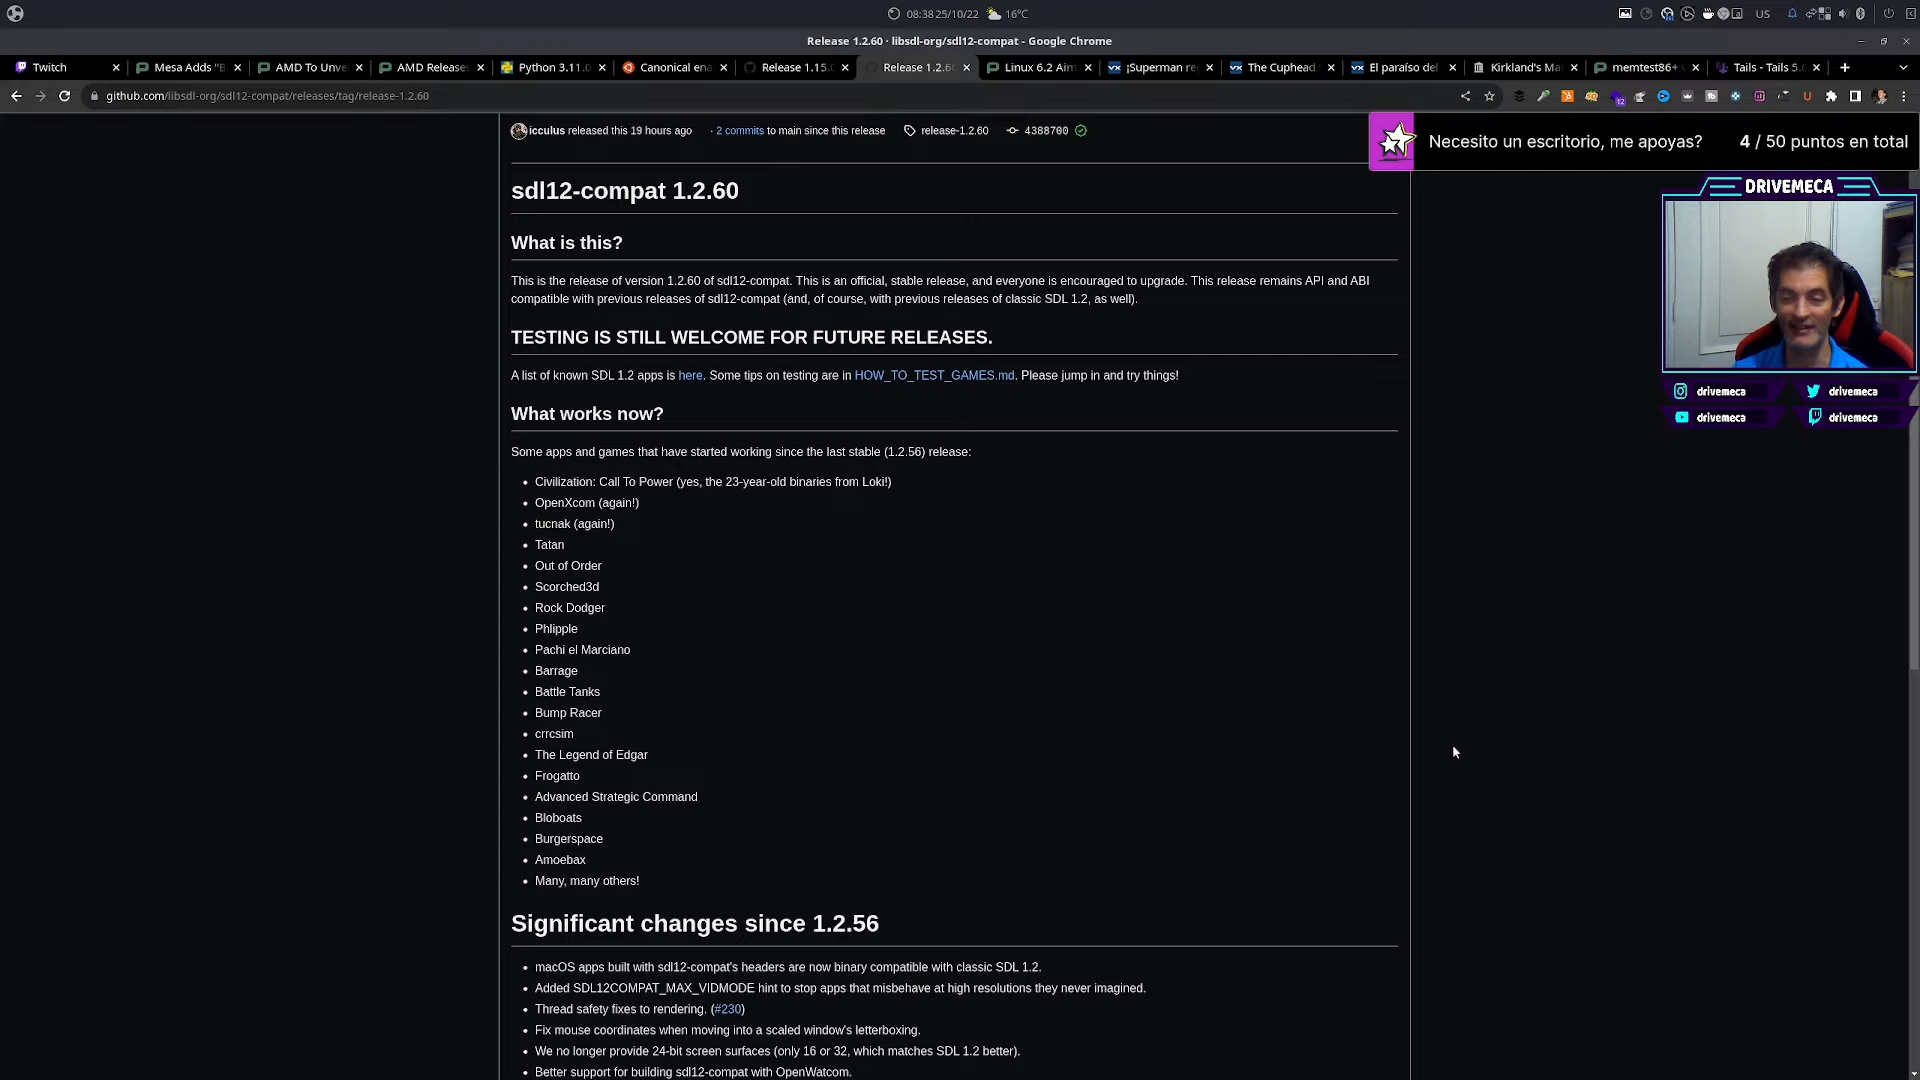 08:38 25/10/22 16°C
US
Release 1.2.60 · libsdl-org/sdl12-compat - Google Chrome
Twitch
Mesa Adds "B
AMD To Unve
AMD Releases
Python 3.11.0
Canonical ena
Release 1.15.0
Release 1.2.60
Linux 6.2 Aim
¡Superman re
The Cuphead
El paraíso del
Kirkland's Ma
memtest86+
Tails - Tails 5.
github.com/libsdl-org/sdl12-compat/releases/tag/release-1.2.60
12
icculus released this 19 hours ago · 2 commits to main since this release release-1.2.60 4388700
Necesito un escritorio, me apoyas? 4 / 50 puntos en total
DRIVEMECA
drivemeca drivemeca
drivemeca drivemeca
sdl12-compat 1.2.60
What is this?
This is the release of version 1.2.60 of sdl12-compat. This is an official, stable release, and everyone is encouraged to upgrade. This release remains API and ABI
compatible with previous releases of sdl12-compat (and, of course, with previous releases of classic SDL 1.2, as well).
TESTING IS STILL WELCOME FOR FUTURE RELEASES.
A list of known SDL 1.2 apps is here. Some tips on testing are in HOW_TO_TEST_GAMES.md. Please jump in and try things!
What works now?
Some apps and games that have started working since the last stable (1.2.56) release:
• Civilization: Call To Power (yes, the 23-year-old binaries from Loki!)
• OpenXcom (again!)
• tucnak (again!)
• Tatan
• Out of Order
• Scorched3d
• Rock Dodger
• Phlipple
• Pachi el Marciano
• Barrage
• Battle Tanks
• Bump Racer
• crrcsim
• The Legend of Edgar
• Frogatto
• Advanced Strategic Command
• Bloboats
• Burgerspace
• Amoebax
• Many, many others!
Significant changes since 1.2.56
• macOS apps built with sdl12-compat's headers are now binary compatible with classic SDL 1.2.
• Added SDL12COMPAT_MAX_VIDMODE hint to stop apps that misbehave at high resolutions they never imagined.
• Thread safety fixes to rendering. (#230)
• Fix mouse coordinates when moving into a scaled window's letterboxing.
• We no longer provide 24-bit screen surfaces (only 16 or 32, which matches SDL 1.2 better).
• Better support for building sdl12-compat with OpenWatcom.